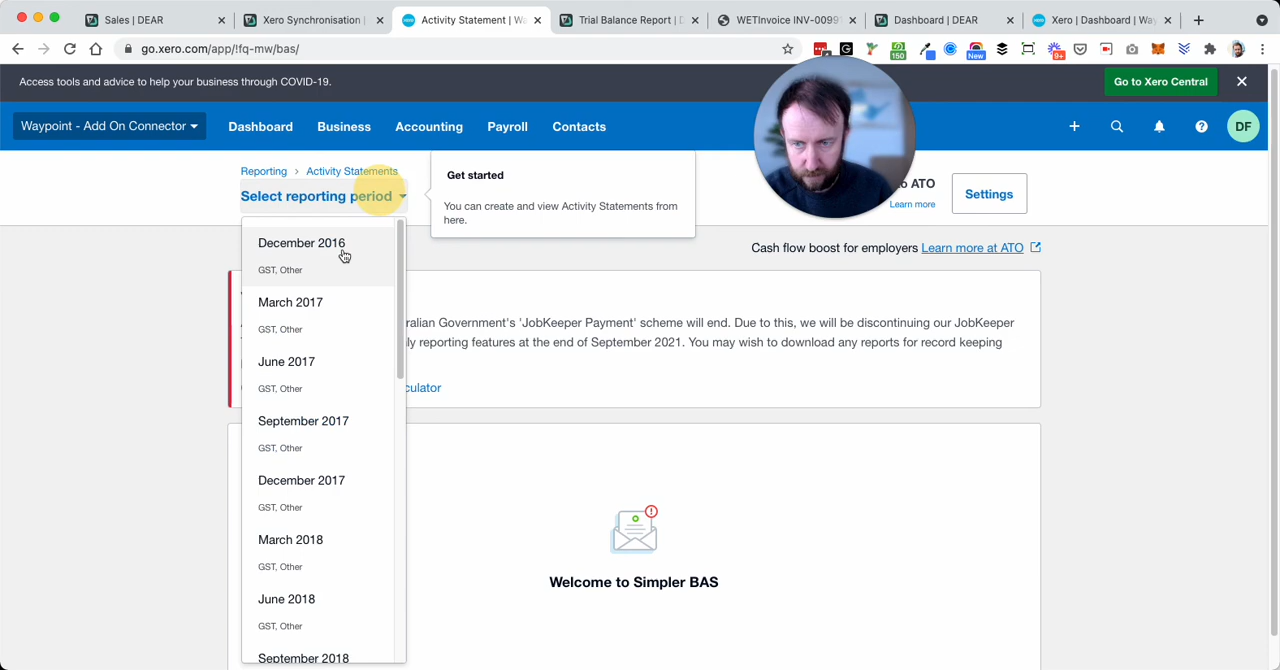 Sales | DEAR
Xero Synchronisation |
Activity Statement | Wa
Trial Balance Report | D
WETInvoice INV-0099
Dashboard | DEAR
Xero | Dashboard | Way
go.xero.com/app/!fq-mw/bas/
150
New
9+
Access tools and advice to help your business through COVID-19.
Go to Xero Central
Waypoint - Add On Connector
Dashboard
Business
Accounting
Payroll
Contacts
DF
Reporting > Activity Statements
Select reporting period
Get started
You can create and view Activity Statements from
here.
ATO
Learn more
Settings
Cash flow boost for employers Learn more at ATO
December 2016
GST, Other
March 2017
GST, Other
June 2017
GST, Other
September 2017
GST, Other
December 2017
GST, Other
March 2018
GST, Other
June 2018
GST, Other
September 2018
ralian Government's 'JobKeeper Payment' scheme will end. Due to this, we will be discontinuing our JobKeeper
ly reporting features at the end of September 2021. You may wish to download any reports for record keeping
culator
Welcome to Simpler BAS